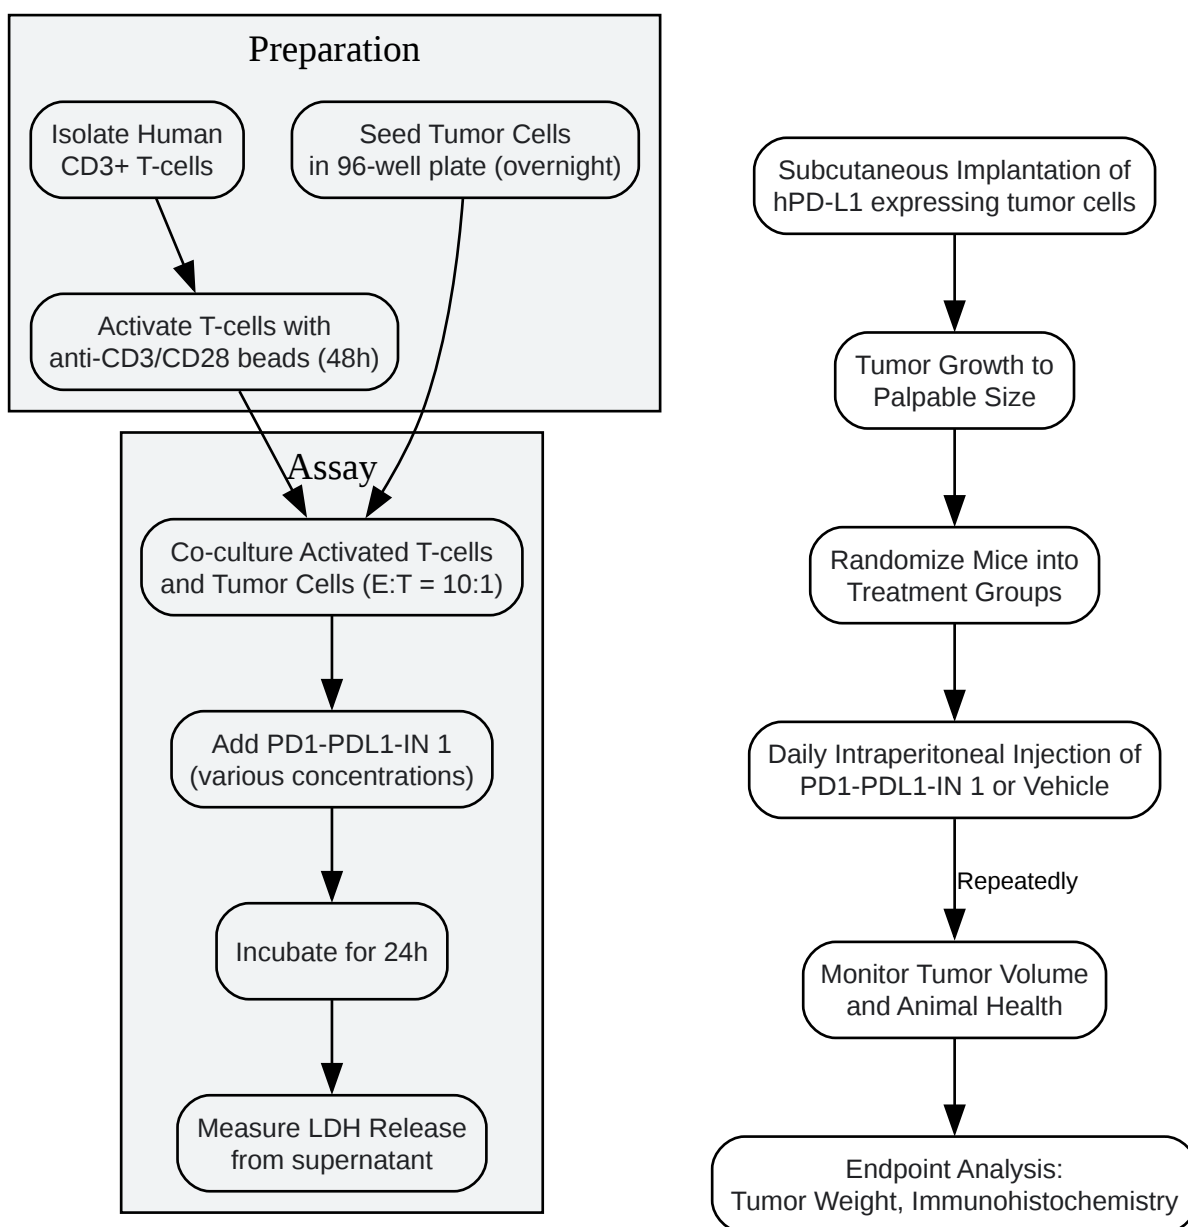 Preparation
Isolate Human
CD3+ T-cells
Seed Tumor Cells
in 96-well plate (overnight)
Activate T-cells with
anti-CD3/CD28 beads (48h)
Assay
Co-culture Activated T-cells
and Tumor Cells (E:T = 10:1)
Add PD1-PDL1-IN 1
(various concentrations)
Incubate for 24h
Measure LDH Release
from supernatant
Subcutaneous Implantation of
hPD-L1 expressing tumor cells
Tumor Growth to
Palpable Size
Randomize Mice into
Treatment Groups
Daily Intraperitoneal Injection of
PD1-PDL1-IN 1 or Vehicle
Repeatedly
Monitor Tumor Volume
and Animal Health
Endpoint Analysis:
Tumor Weight, Immunohistochemistry